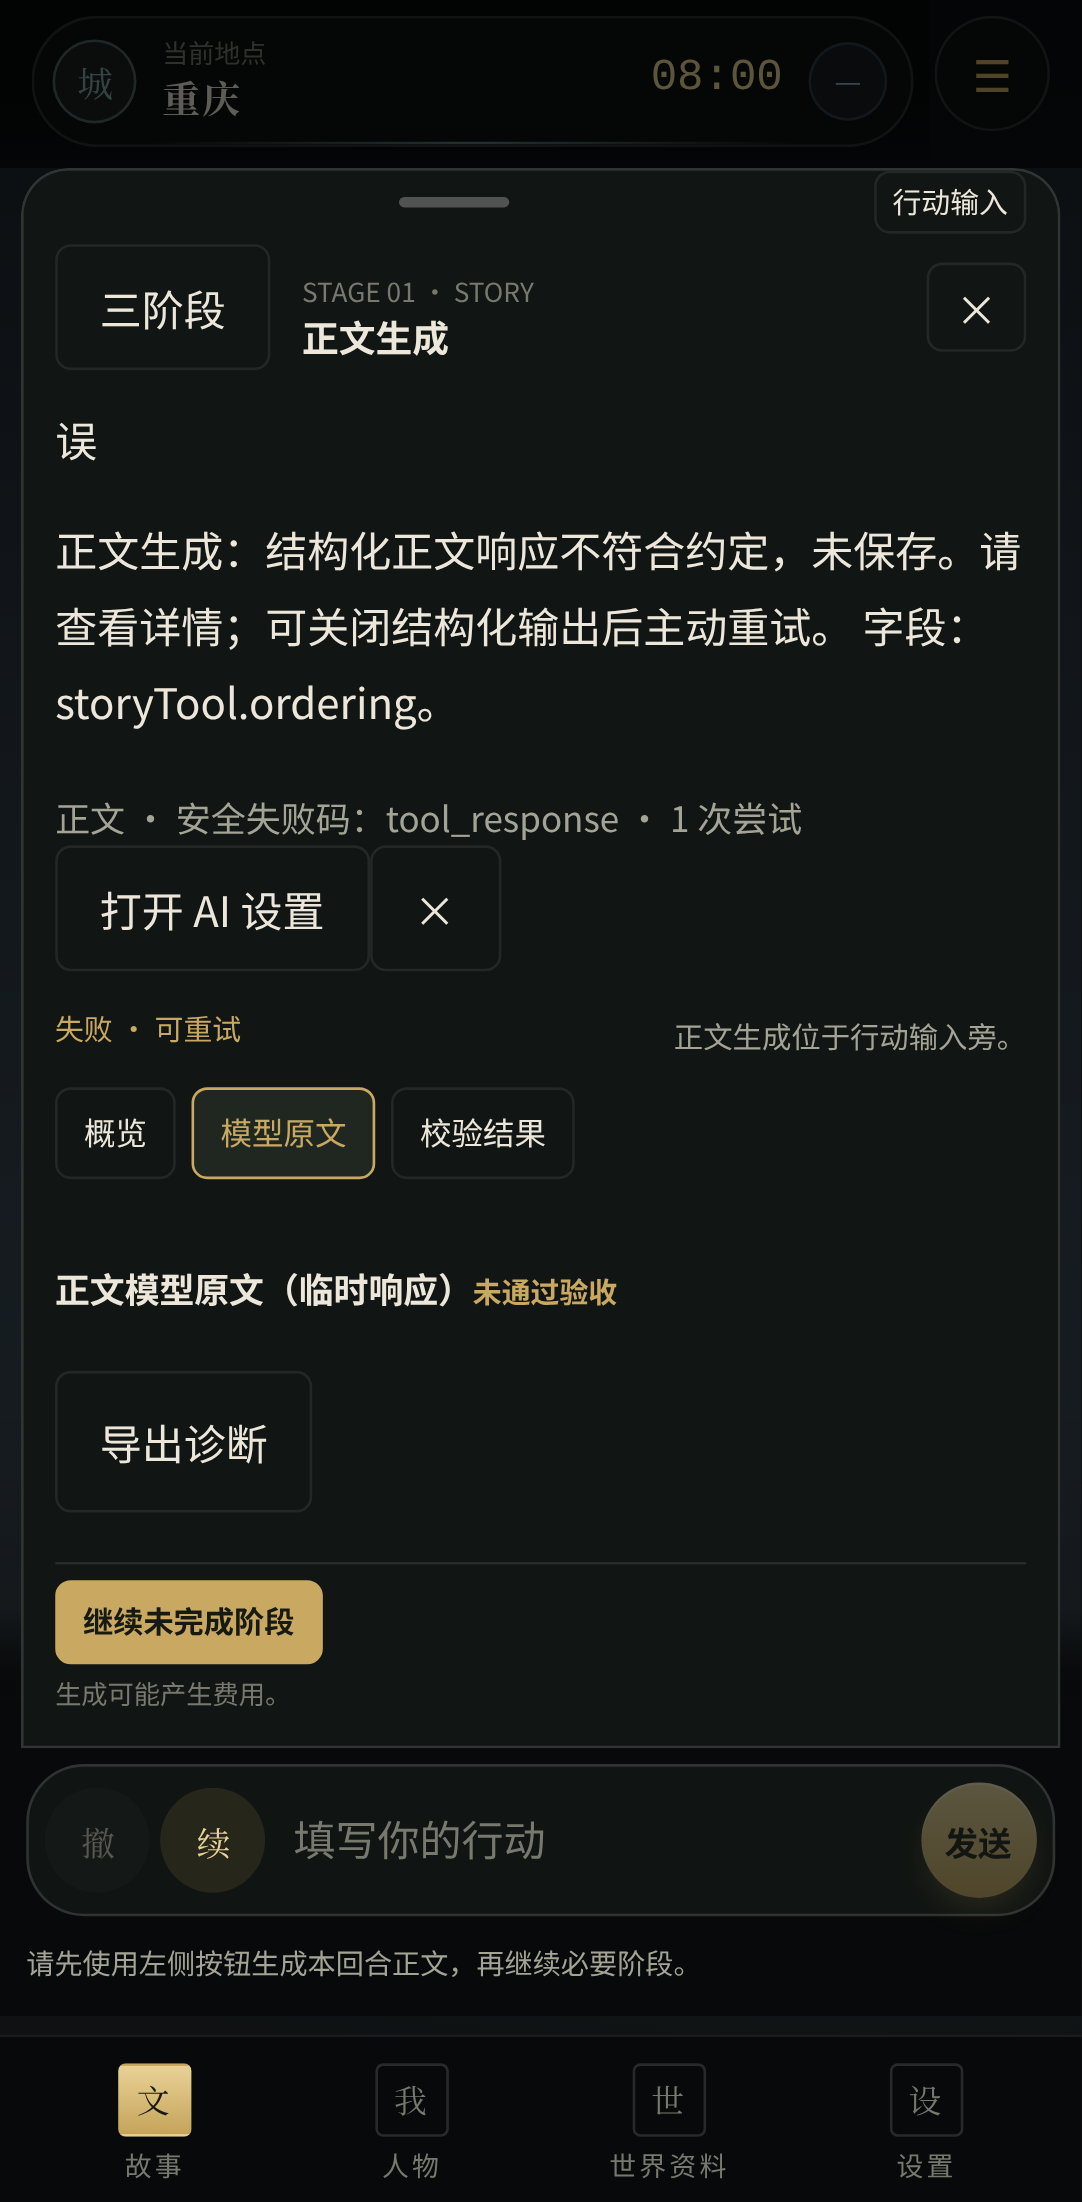 城
当前地点
重庆
08:00
行动输入
三阶段
STAGE 01 • STORY
正文生成
误
正文生成：结构化正文响应不符合约定，未保存。请
查看详情；可关闭结构化输出后主动重试。 字段：
storyTool.ordering。
正文 • 安全失败码：tool_response • 1 次尝试
打开 AI 设置
失败 • 可重试
正文生成位于行动输入旁。
概览
模型原文
校验结果
正文模型原文（临时响应）未通过验收
导出诊断
继续未完成阶段
生成可能产生费用。
撤
续
填写你的行动
发送
请先使用左侧按钮生成本回合正文，再继续必要阶段。
文
我
世
设
故事
人物
世界资料
设置